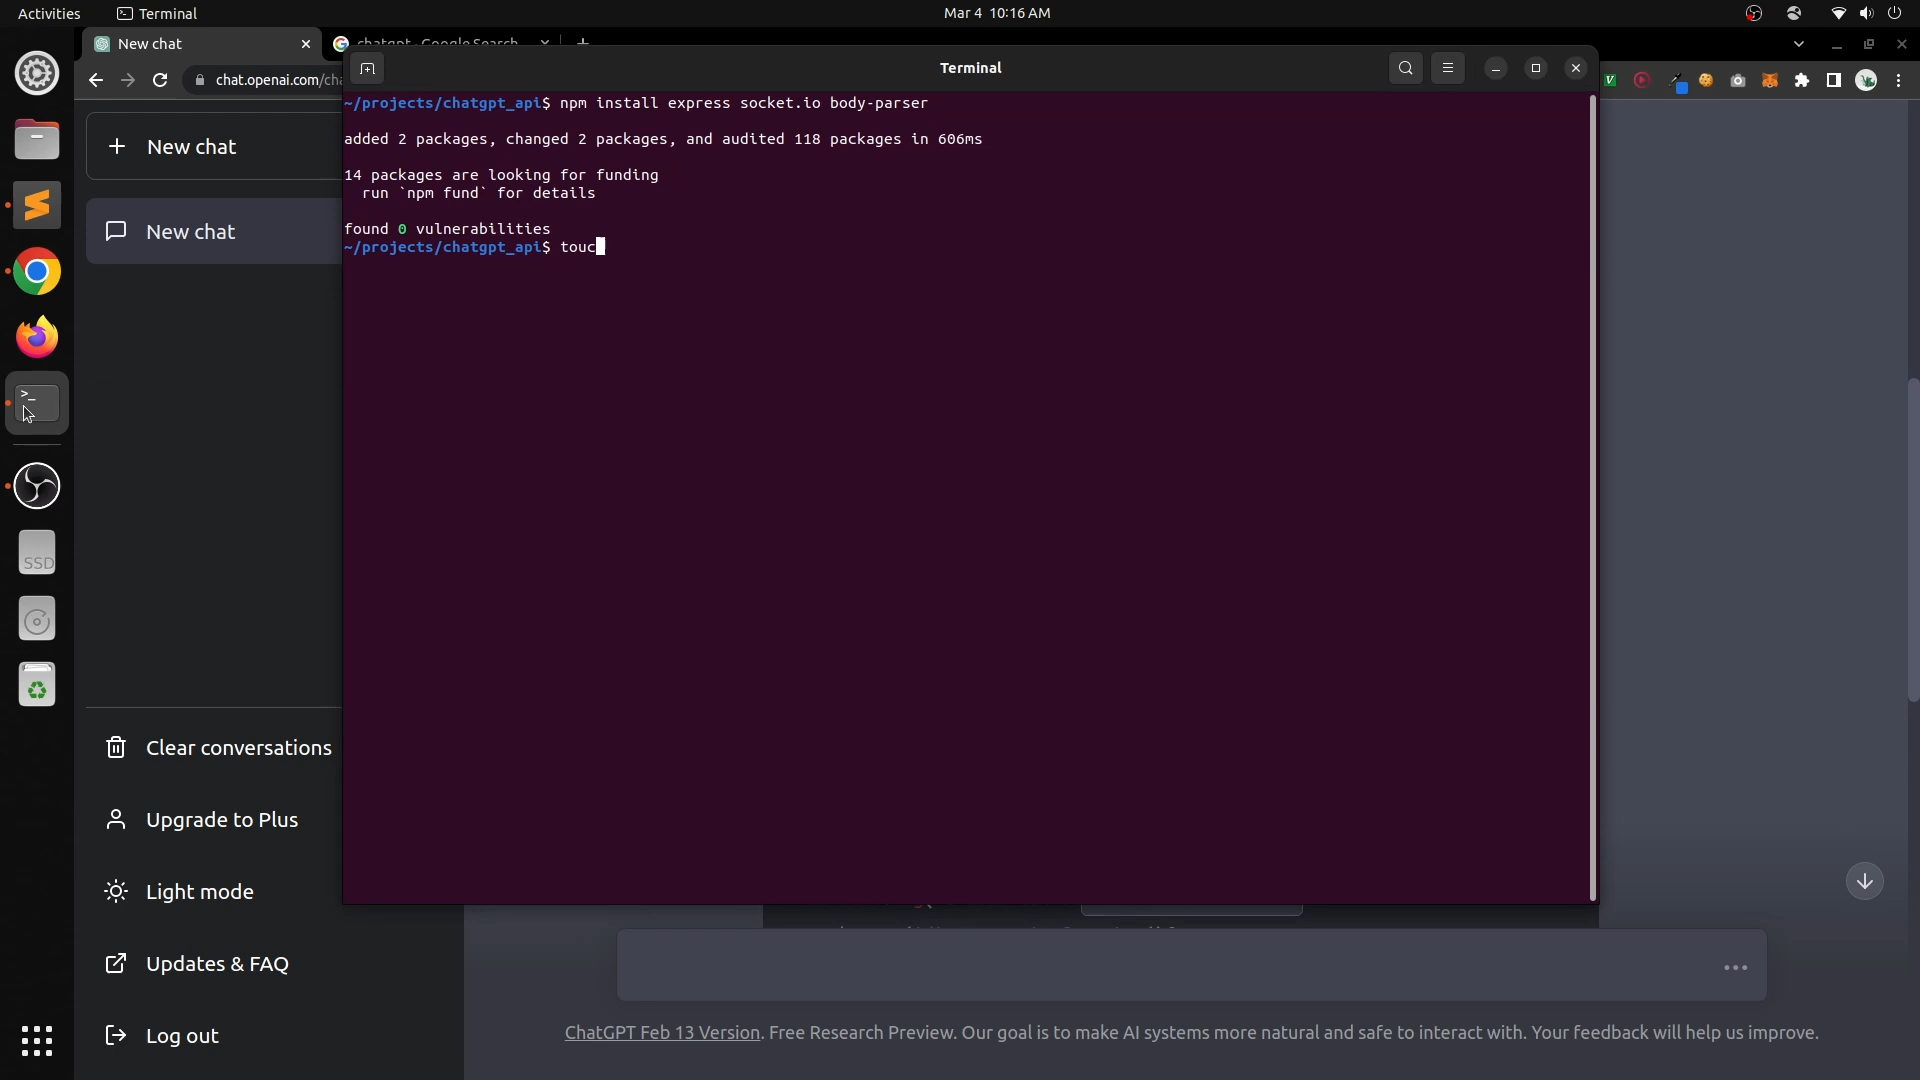 Activities
Terminal
Mar 4 10:16 AM
New chat
chatgpt - Google Search
chat.openai.com/cha
Terminal
New chat
New chat
~/projects/chatgpt_api$ npm install express socket.io body-parser
added 2 packages, changed 2 packages, and audited 118 packages in 606ms
14 packages are looking for funding
run `npm fund` for details
found 0 vulnerabilities
~/projects/chatgpt_api$ touc
SSD
Clear conversations
Upgrade to Plus
Light mode
Updates & FAQ
Log out
ChatGPT Feb 13 Version. Free Research Preview. Our goal is to make AI systems more natural and safe to interact with. Your feedback will help us improve.